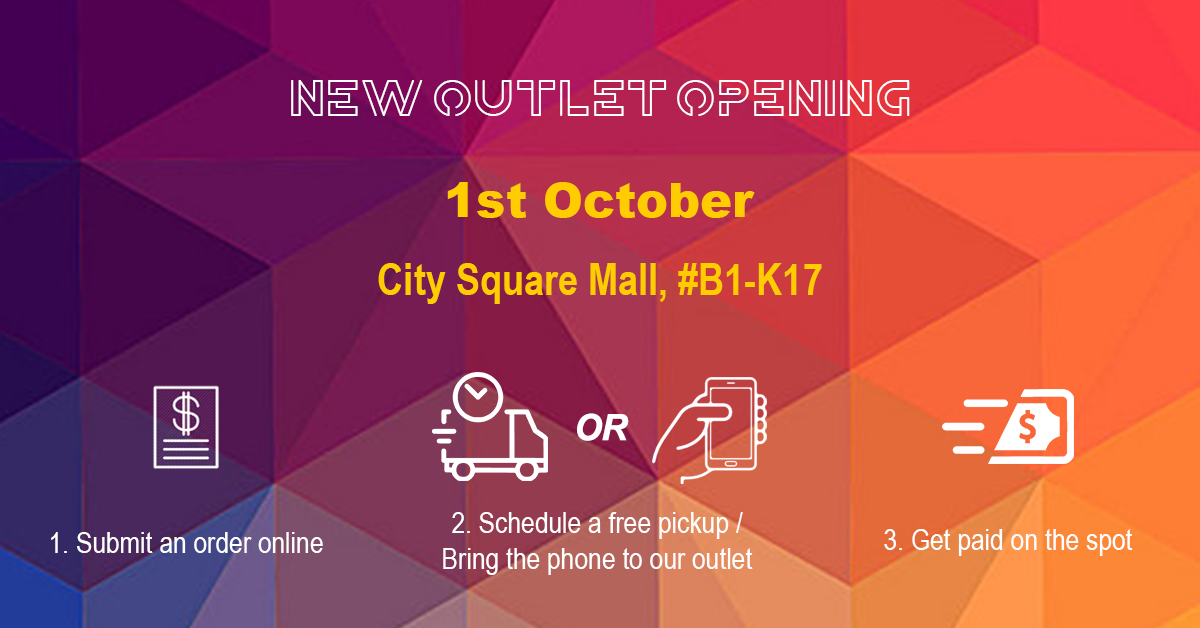 NEW OUTLET OPENING
1st October
City Square Mall, #B1-K17
$
OR
$
1. Submit an order online
2. Schedule a free pickup /
Bring the phone to our outlet
3. Get paid on the spot